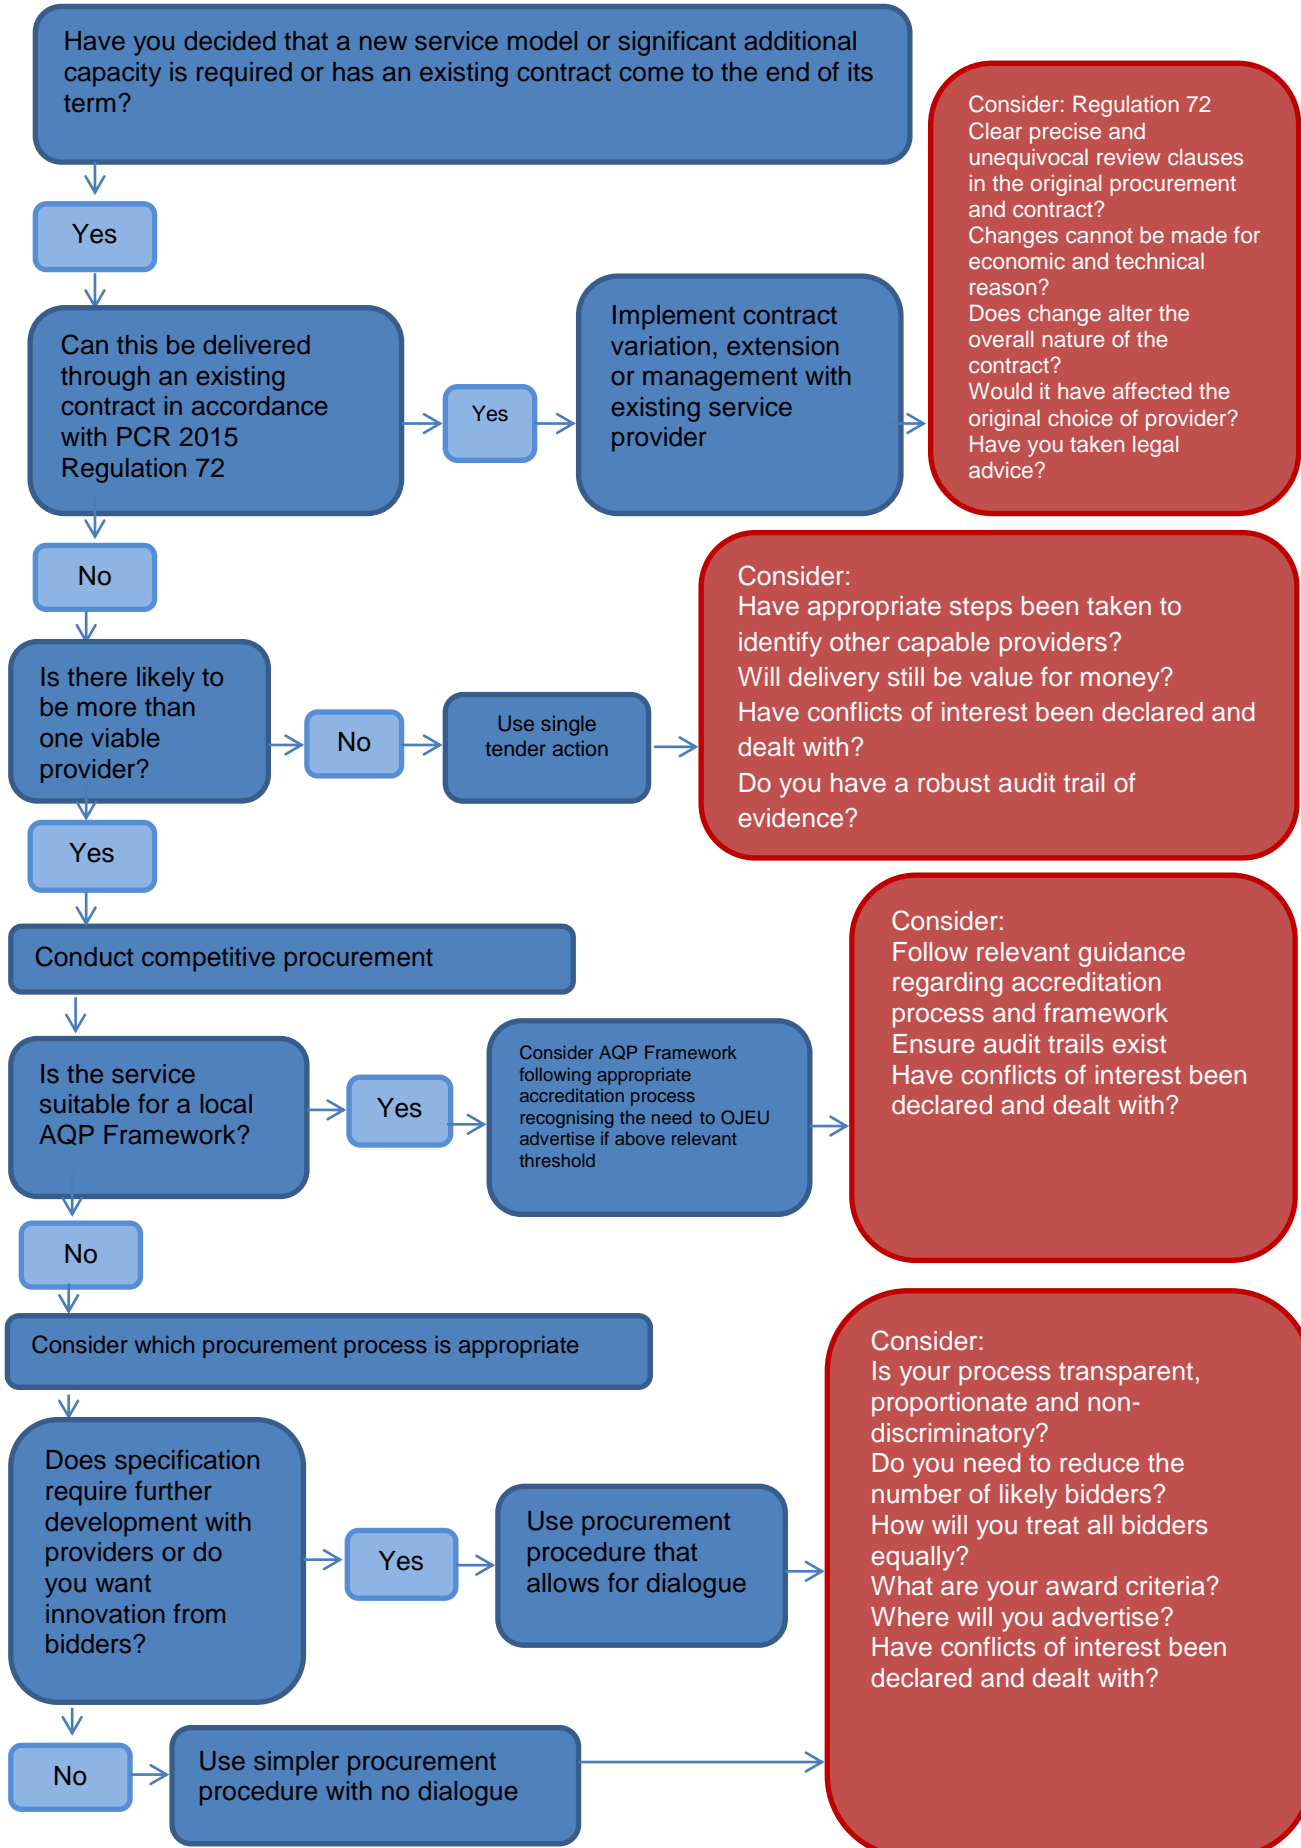 Have you decided that a new service model or significant additional
capacity is required or has an existing contract come to the end of its
term?
Yes
Can this be delivered
through an existing
contract in accordance
with PCR 2015
Regulation 72
Yes
Implement contract
variation, extension
or management with
existing service
provider
Consider: Regulation 72
Clear precise and
unequivocal review clauses
in the original procurement
and contract?
Changes cannot be made for
economic and technical
reason?
Does change alter the
overall nature of the
contract?
Would it have affected the
original choice of provider?
Have you taken legal
advice?
No
Is there likely to
be more than
one viable
provider?
No
Use single
tender action
Consider:
Have appropriate steps been taken to
identify other capable providers?
Will delivery still be value for money?
Have conflicts of interest been declared and
dealt with?
Do you have a robust audit trail of
evidence?
Yes
Conduct competitive procurement
Is the service
suitable for a local
AQP Framework?
Yes
Consider AQP Framework
following appropriate
accreditation process
recognising the need to OJEU
advertise if above relevant
threshold
Consider:
Follow relevant guidance
regarding accreditation
process and framework
Ensure audit trails exist
Have conflicts of interest been
declared and dealt with?
No
Consider which procurement process is appropriate
Does specification
require further
development with
providers or do
you want
innovation from
bidders?
Yes
Use procurement
procedure that
allows for dialogue
Consider:
Is your process transparent,
proportionate and non-
discriminatory?
Do you need to reduce the
number of likely bidders?
How will you treat all bidders
equally?
What are your award criteria?
Where will you advertise?
Have conflicts of interest been
declared and dealt with?
No
Use simpler procurement
procedure with no dialogue